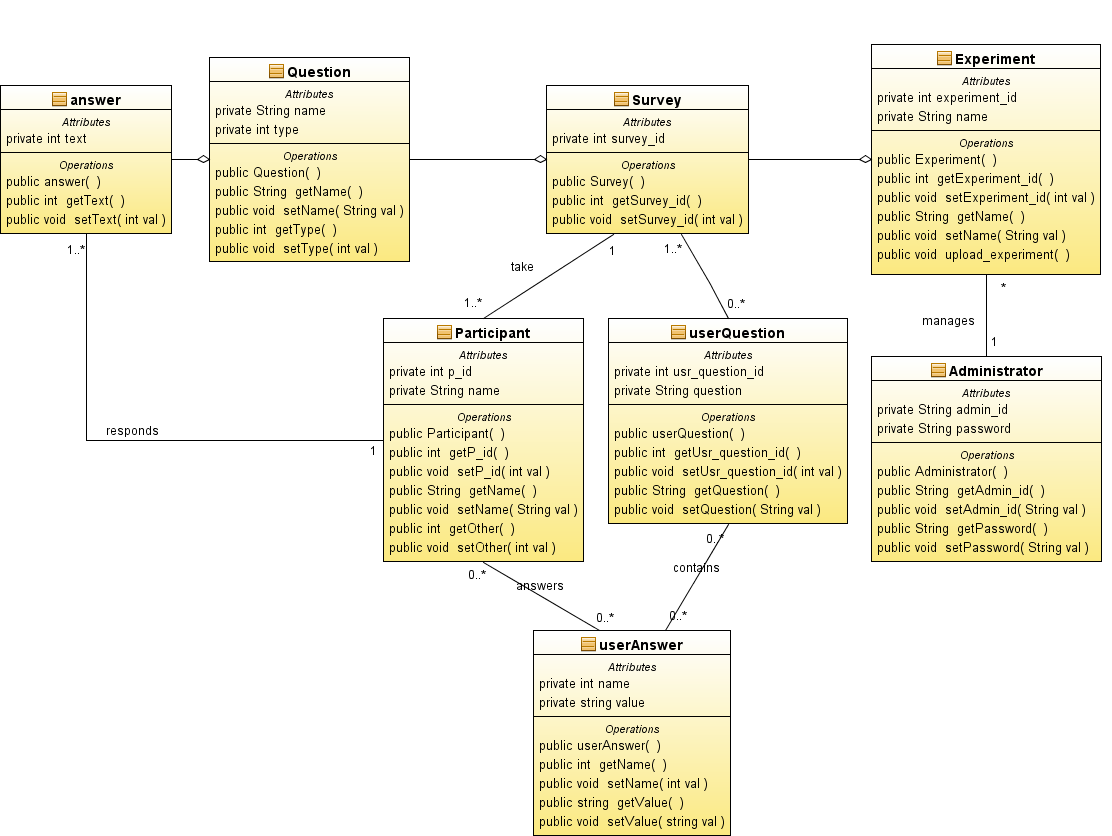 answer
Attributes
private int text
Operations
public answer( )
public int getText( )
public void setText( int val )
Question
Attributes
private String name
private int type
Operations
public Question( )
public String getName( )
public void setName( String val )
public int getType( )
public void setType( int val )
Survey
Attributes
private int survey_id
Operations
public Survey( )
public int getSurvey_id( )
public void setSurvey_id( int val )
Experiment
Attributes
private int experiment_id
private String name
Operations
public Experiment( )
public int getExperiment_id( )
public void setExperiment_id( int val )
public String getName( )
public void setName( String val )
public void upload_experiment( )
1..*
responds
1
1
take
1..*
1..*
0..*
*
manages
1
Participant
Attributes
private int p_id
private String name
Operations
public Participant( )
public int getP_id( )
public void setP_id( int val )
public String getName( )
public void setName( String val )
public int getOther( )
public void setOther( int val )
userQuestion
Attributes
private int usr_question_id
private String question
Operations
public userQuestion( )
public int getUsr_question_id( )
public void setUsr_question_id( int val )
public String getQuestion( )
public void setQuestion( String val )
Administrator
Attributes
private String admin_id
private String password
Operations
public Administrator( )
public String getAdmin_id( )
public void setAdmin_id( String val )
public String getPassword( )
public void setPassword( String val )
0..*
answers
0..*
0..*
contains
0..*
userAnswer
Attributes
private int name
private string value
Operations
public userAnswer( )
public int getName( )
public void setName( int val )
public string getValue( )
public void setValue( string val )